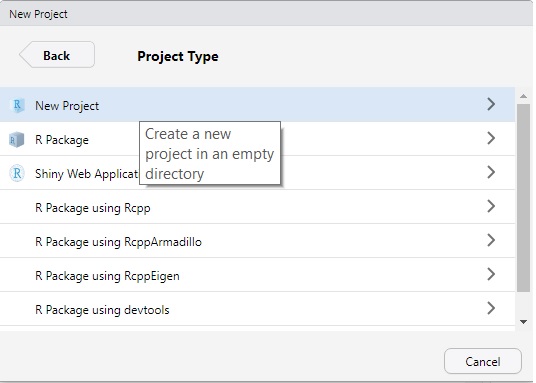 New Project
Back
Project Type
New Project
R Package
Create a new
project in an empty
directory
Shiny Web Applicat
R Package using Rcpp
R Package using RcppArmadillo
R Package using RcppEigen
R Package using devtools
Cancel